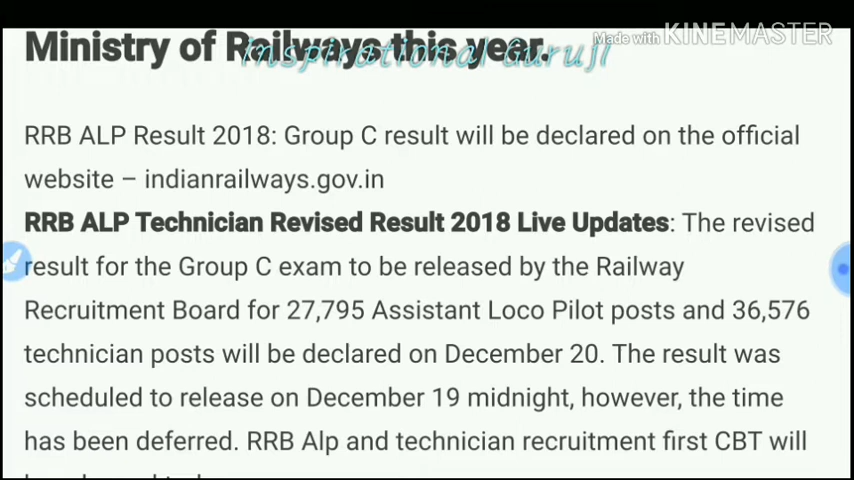 Ministry of Railways this year.
inspirational Guruji
Made with KINEMASTER
RRB ALP Result 2018: Group C result will be declared on the official
website – indianrailways.gov.in
RRB ALP Technician Revised Result 2018 Live Updates: The revised
result for the Group C exam to be released by the Railway
Recruitment Board for 27,795 Assistant Loco Pilot posts and 36,576
technician posts will be declared on December 20. The result was
scheduled to release on December 19 midnight, however, the time
has been deferred. RRB Alp and technician recruitment first CBT will